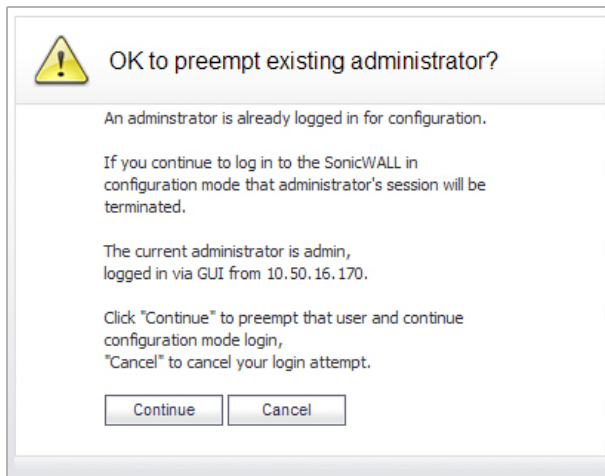 OK to preempt existing administrator?
An adminstrator is already logged in for configuration.
If you continue to log in to the SonicWALL in
configuration mode that administrator's session will be
terminated.
The current administrator is admin,
logged in via GUI from 10.50.16.170.
Click "Continue" to preempt that user and continue
configuration mode login,
"Cancel" to cancel your login attempt.
Continue Cancel